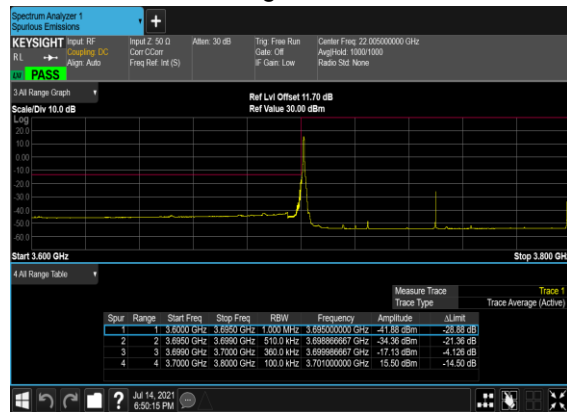 Spectrum Analyzer 1
Spurious Emissions
KEYSIGHT Input: RF Input Z: 50 Ω Atten: 30 dB Trig: Free Run Center Freq: 22.005000000 GHz
RL Coupling: DC Corr CCorr Gate: Off Avg|Hold: 1000/1000
Align: Auto Freq Ref: Int (S) IF Gain: Low Radio Std: None
PASS
3 All Range Graph Ref Lvl Offset 11.70 dB
Scale/Div 10.0 dB Ref Value 30.00 dBm
Log
20.0
10.0
0.00
-10.0
-20.0
-30.0
-40.0
-50.0
-60.0
Start 3.600 GHz Stop 3.800 GHz
4 All Range Table
Measure Trace Trace 1
Trace Type Trace Average (Active)
Spur Range Start Freq Stop Freq RBW Frequency Amplitude ΔLimit
1 1 3.6000 GHz 3.6950 GHz 1.000 MHz 3.695000000 GHz -41.88 dBm -28.88 dB
2 2 3.6950 GHz 3.6990 GHz 510.0 kHz 3.698866667 GHz -34.36 dBm -21.36 dB
3 3 3.6990 GHz 3.7000 GHz 360.0 kHz 3.699986667 GHz -17.13 dBm -4.126 dB
4 4 3.7000 GHz 3.8000 GHz 100.0 kHz 3.701000000 GHz 15.50 dBm -14.50 dB
? Jul 14, 2021
6:50:15 PM